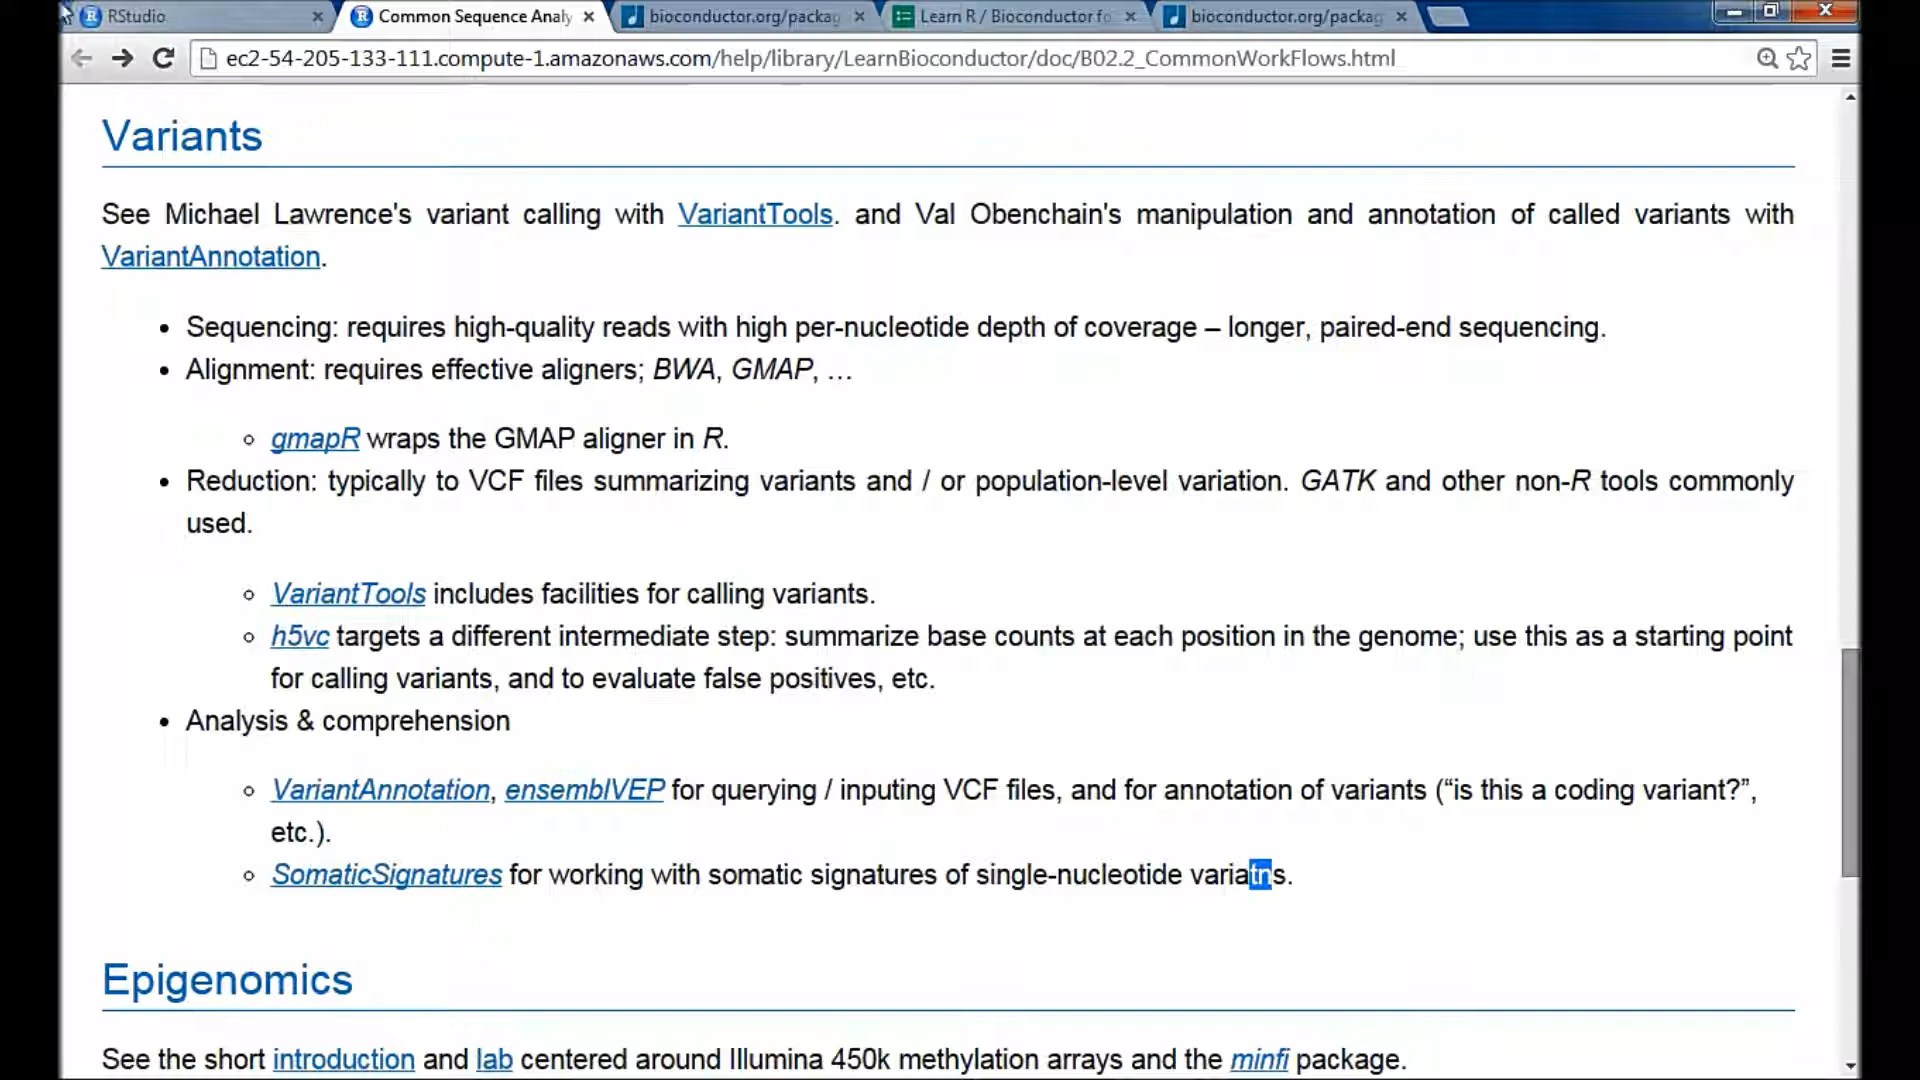 RStudio
Common Sequence Analy
bioconductor.org/packag
Learn R / Bioconductor fo
bioconductor.org/packag
ec2-54-205-133-111.compute-1.amazonaws.com/help/library/LearnBioconductor/doc/B02.2_CommonWorkFlows.html
Variants
See Michael Lawrence's variant calling with VariantTools. and Val Obenchain's manipulation and annotation of called variants with
VariantAnnotation.
• Sequencing: requires high-quality reads with high per-nucleotide depth of coverage – longer, paired-end sequencing.
• Alignment: requires effective aligners; BWA, GMAP, …
◦ gmapR wraps the GMAP aligner in R.
• Reduction: typically to VCF files summarizing variants and / or population-level variation. GATK and other non-R tools commonly
used.
◦ VariantTools includes facilities for calling variants.
◦ h5vc targets a different intermediate step: summarize base counts at each position in the genome; use this as a starting point
for calling variants, and to evaluate false positives, etc.
• Analysis & comprehension
◦ VariantAnnotation, ensemblVEP for querying / inputing VCF files, and for annotation of variants (“is this a coding variant?”,
etc.).
◦ SomaticSignatures for working with somatic signatures of single-nucleotide variatns.
Epigenomics
See the short introduction and lab centered around Illumina 450k methylation arrays and the minfi package.